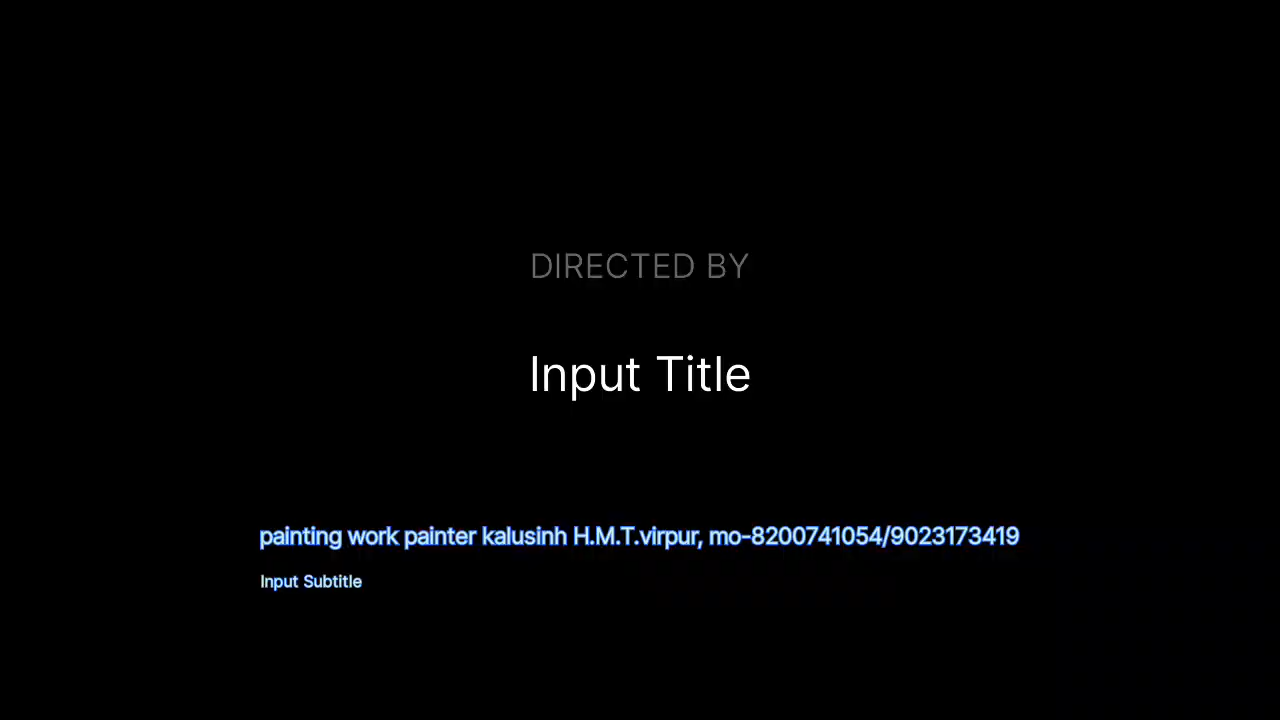 DIRECTED BY
Input Title
painting work painter kalusinh H.M.T.virpur, mo-8200741054/9023173419
Input Subtitle